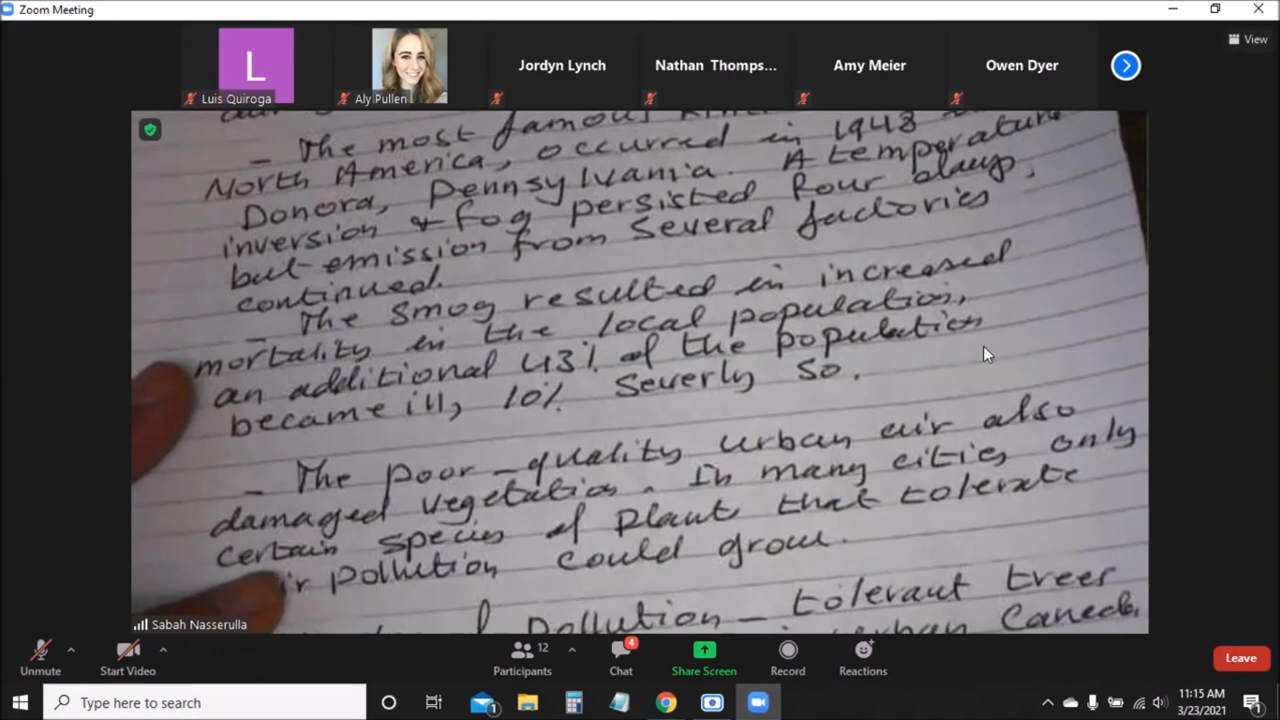 Zoom Meeting
View
L
Luis Quiroga
Aly Pullen
Jordyn Lynch
Nathan Thomps...
Amy Meier
Owen Dyer
- The most famous
North America, occurred in 1948
Donora, Pennsylvania. A temperature
inversion & fog persisted four days,
but emission from several factories
continued.
- The smog resulted in increased
mortality in the local population,
an additional 43% of the population
became ill, 10% severly so.
- The poor-quality urban air also
damaged vegetation. In many cities only
certain species of plant that tolerate
air pollution could grow.
pollution - tolerant trees
urban Canada,
Sabah Nasserulla
Unmute
Start Video
12
Participants
4
Chat
Share Screen
Record
Reactions
Leave
Type here to search
1
11:15 AM
3/23/2021
1